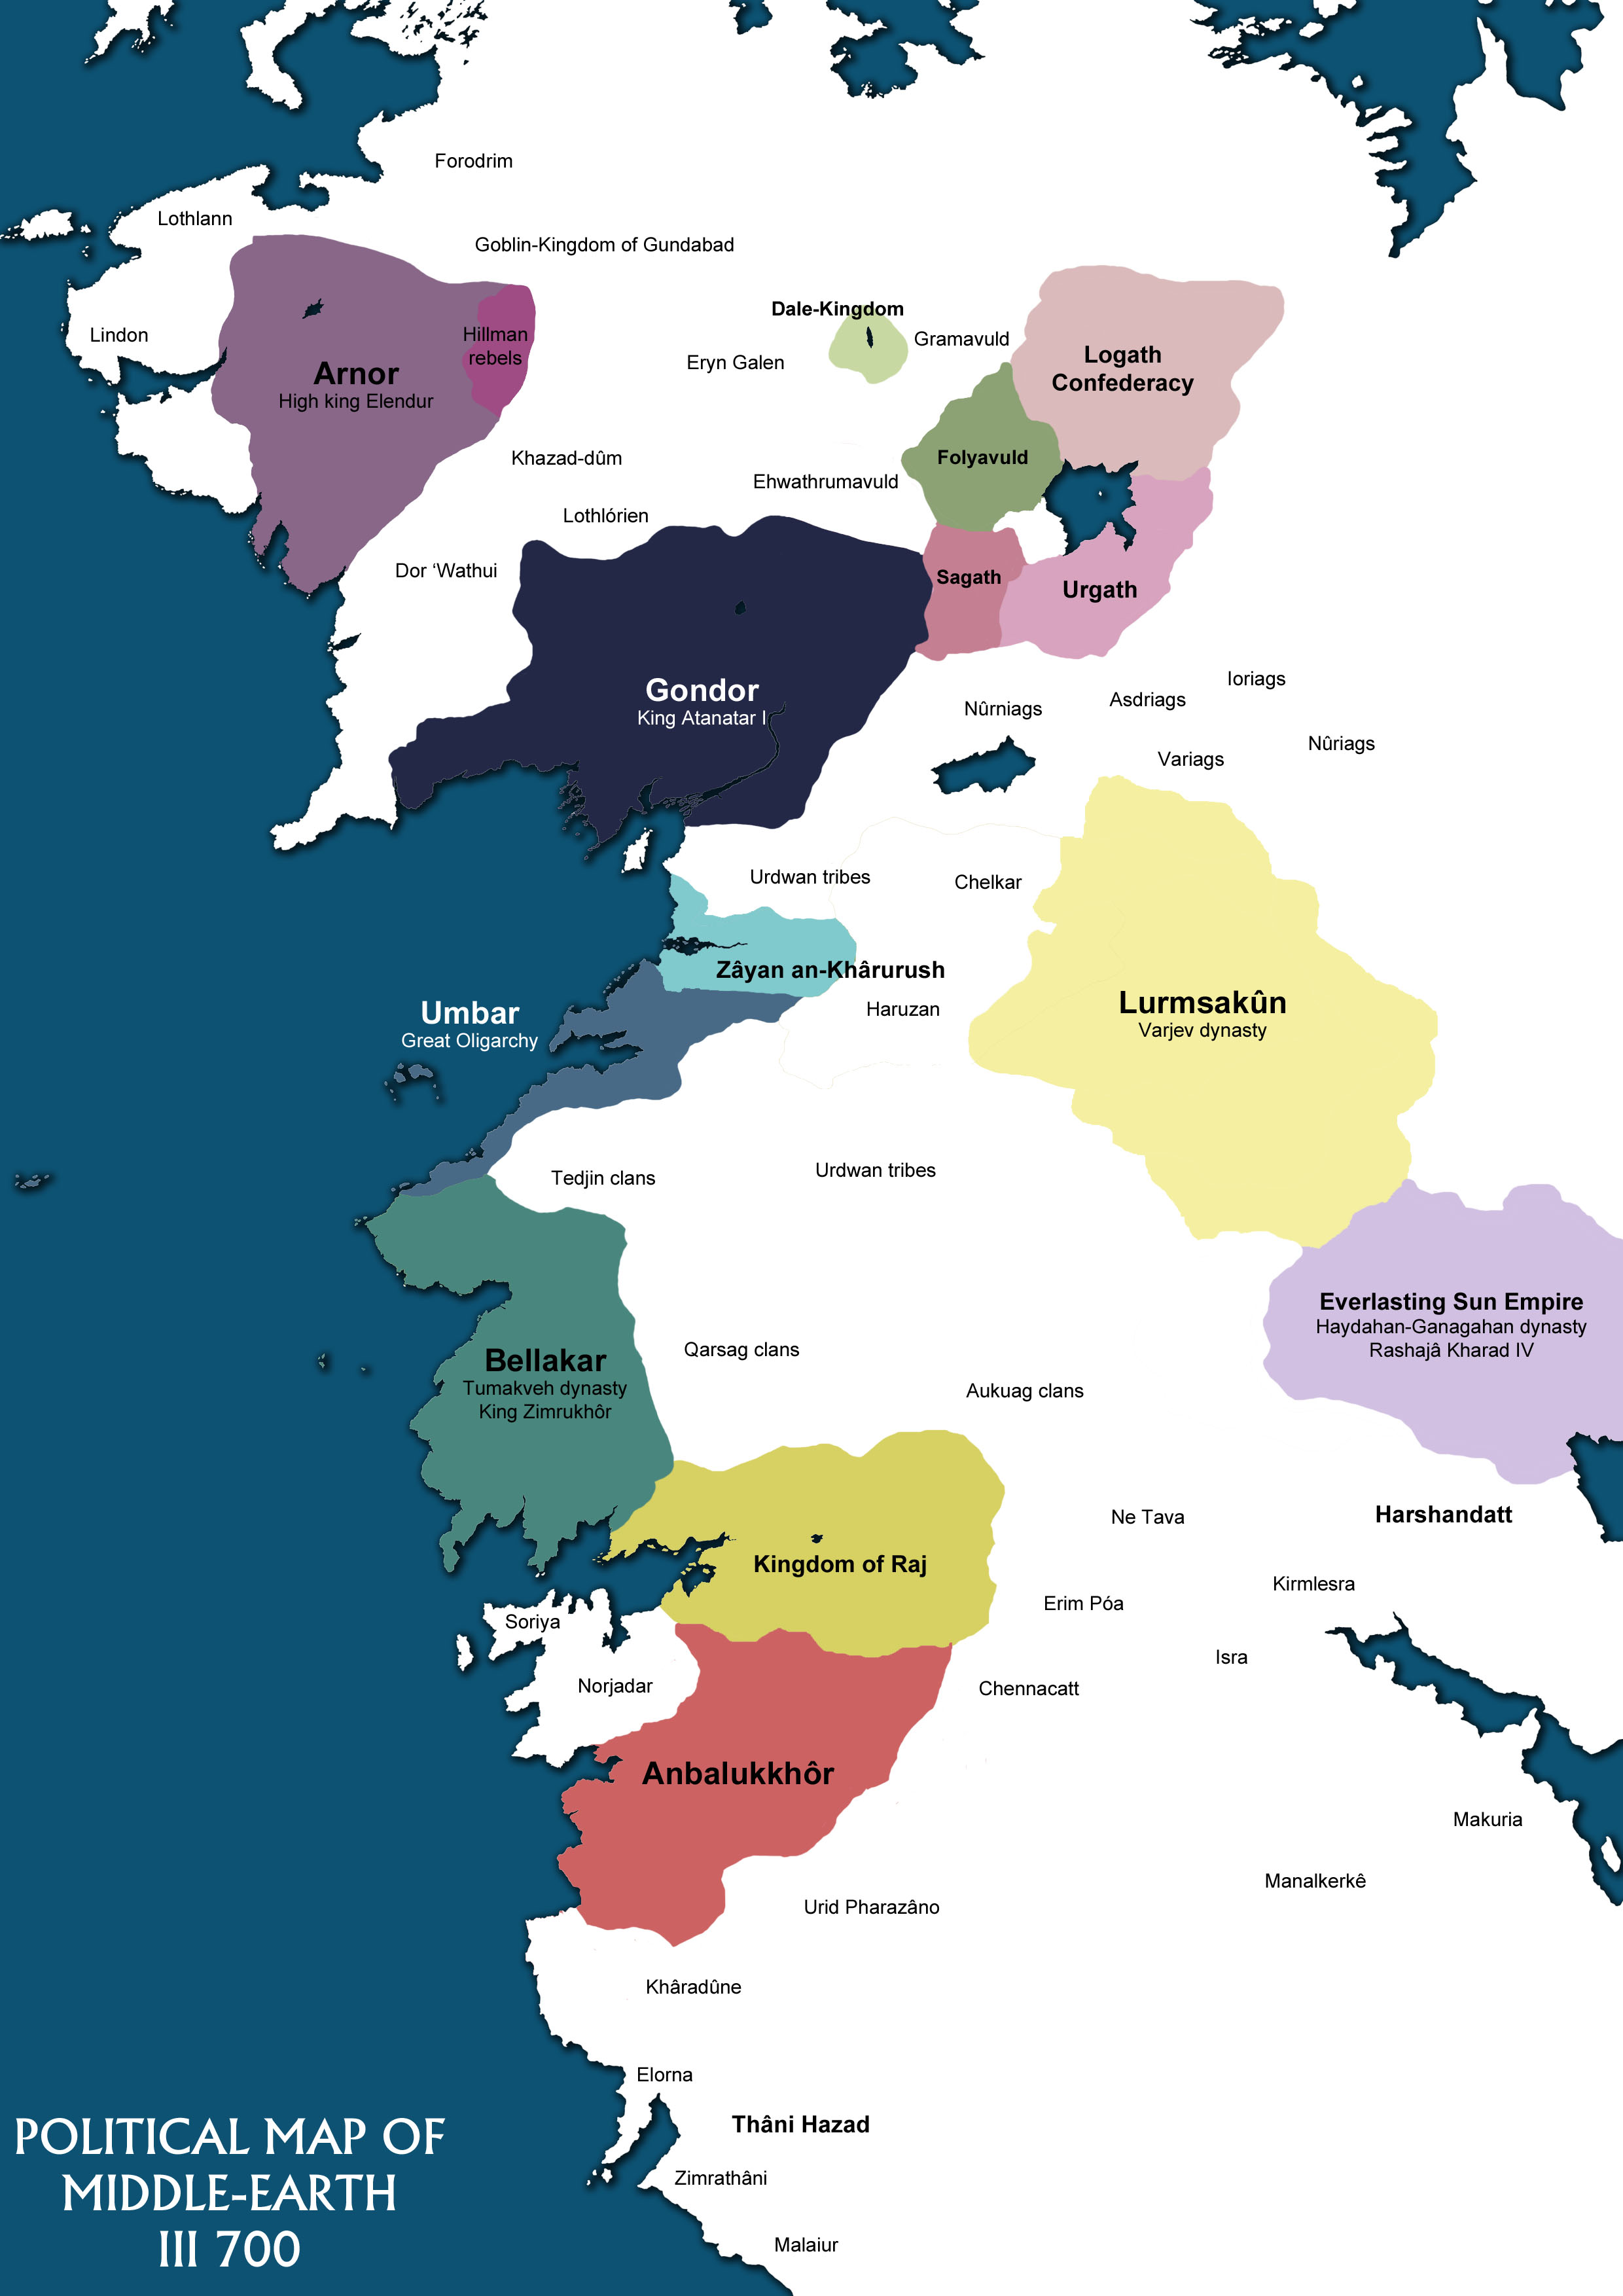 Forodrim
Lothlann
Goblin-Kingdom of Gundabad
Dale-Kingdom
Lindon
Hillman
rebels
Gramavuld
Eryn Galen
Logath
Confederacy
Arnor
High king Elendur
Khazad-dûm
Folyavuld
Ehwathrumavuld
Lothlórien
Dor ‘Wathui
Sagath
Urgath
Gondor
King Atanatar I
Ioriags
Asdriags
Nûrniags
Nûriags
Variags
Urdwan tribes
Chelkar
Zâyan an-Khârurush
Haruzan
Umbar
Great Oligarchy
Lurmsakûn
Varjev dynasty
Tedjin clans
Urdwan tribes
Everlasting Sun Empire
Haydahan-Ganagahan dynasty
Rashajâ Kharad IV
Bellakar
Tumakveh dynasty
King Zimrukhôr
Qarsag clans
Aukuag clans
Ne Tava
Harshandatt
Kingdom of Raj
Kirmlesra
Erim Póa
Soriya
Isra
Norjadar
Chennacatt
Anbalukkhôr
Makuria
Manalkerkê
Urid Pharazâno
Khâradûne
Elorna
Thâni Hazad
Zimrathâni
Malaiur
POLITICAL MAP OF
MIDDLE-EARTH
III 700